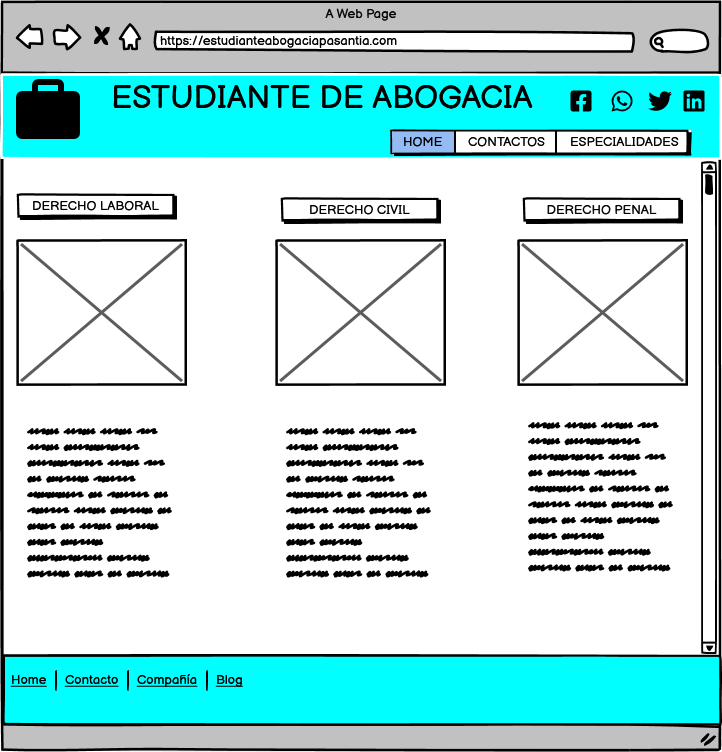 A Web Page
https://estudianteabogaciapasantia.com
ESTUDIANTE DE ABOGACIA
HOME CONTACTOS ESPECIALIDADES
DERECHO LABORAL
DERECHO CIVIL
DERECHO PENAL
Home Contacto Compañía Blog